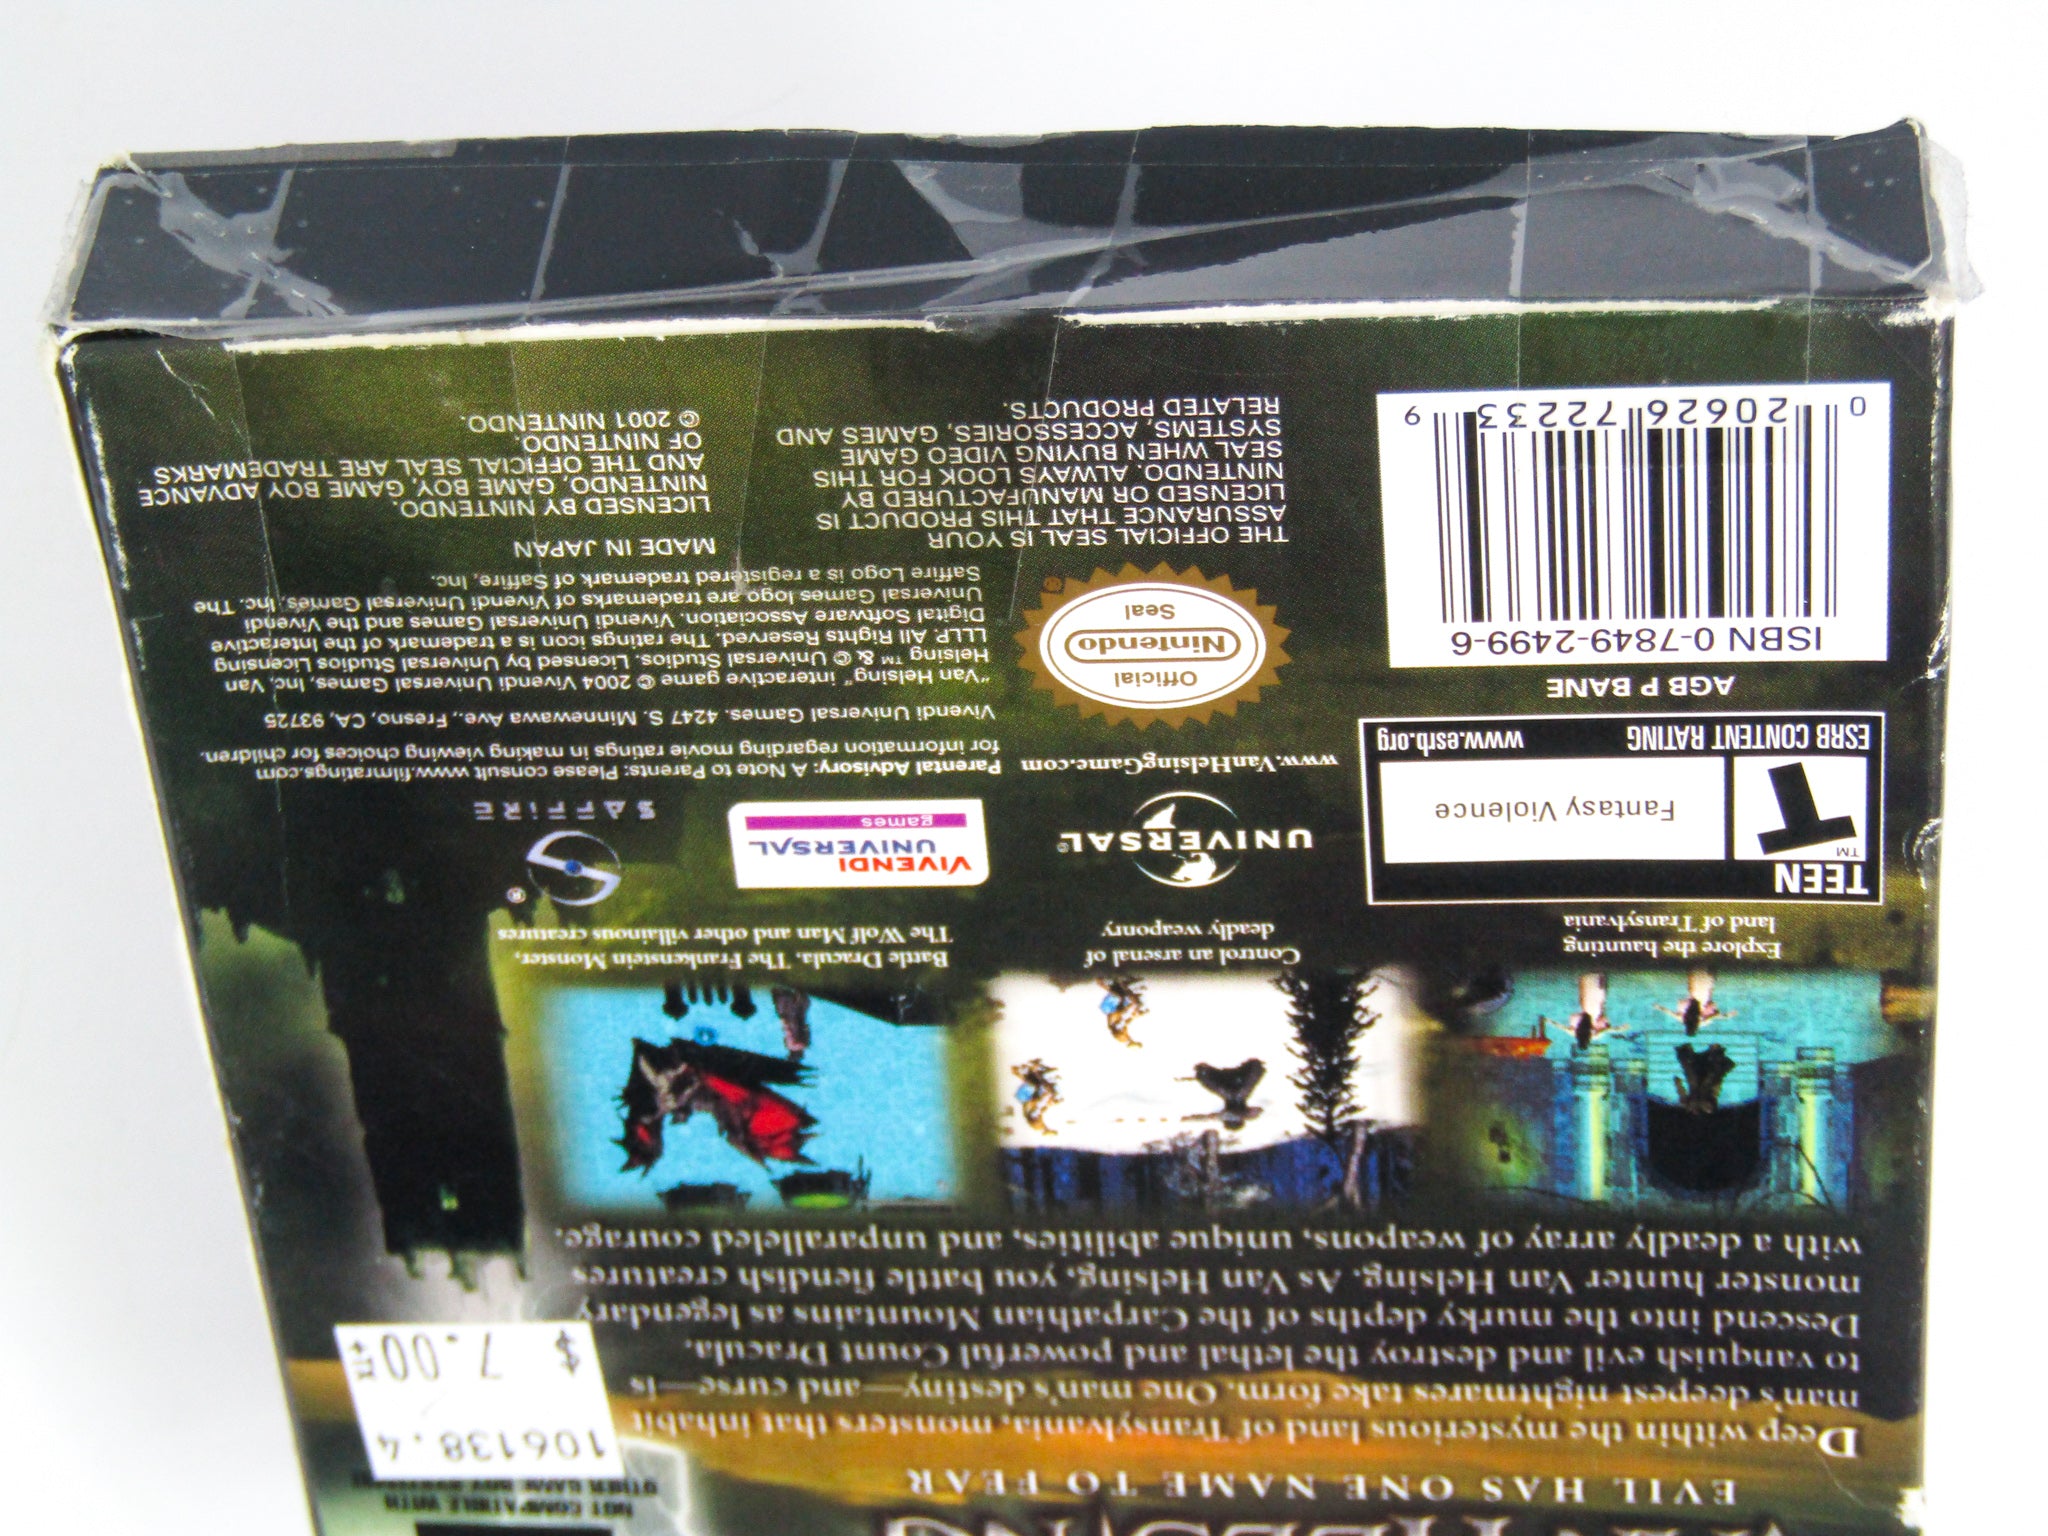 EVIL HAS ONE NAME TO FEAR
NOT COMPATIBLE WITH
OTHER GAME BOY SYSTEMS
106138.4
$ 7.00
+TX
Deep within the mysterious land of Transylvania, monsters that inhabit
man's deepest nightmares take form. One man's destiny—and curse—is
to vanquish evil and destroy the lethal and powerful Count Dracula.
Descend into the murky depths of the Carpathian Mountains as legendary
monster hunter Van Helsing. As Van Helsing, you battle fiendish creatures
with a deadly array of weapons, unique abilities, and unparalleled courage.
Explore the haunting
land of Transylvania
Control an arsenal of
deadly weaponry
Battle Dracula, The Frankenstein Monster,
The Wolf Man and other villainous creatures
TEEN
T TM
Fantasy Violence
ESRB CONTENT RATING www.esrb.org
UNIVERSAL®
VIVENDI
UNIVERSAL
games
®
SAFFIRE
www.VanHelsingGame.com
Parental Advisory: A Note to Parents: Please consult www.filmratings.com
for information regarding movie ratings in making viewing choices for children.
Vivendi Universal Games. 4247 S. Minnewawa Ave., Fresno, CA, 93725
"Van Helsing" interactive game © 2004 Vivendi Universal Games, Inc. Van
Helsing ™ & © Universal Studios. Licensed by Universal Studios Licensing
LLLP. All Rights Reserved. The ratings icon is a trademark of the Interactive
Digital Software Association. Vivendi Universal Games and the Vivendi
Universal Games logo are trademarks of Vivendi Universal Games, Inc. The
Saffire Logo is a registered trademark of Saffire, Inc.
AGB P BANE
ISBN 0-7849-2499-6
0 20626 72233 9
Official
Nintendo
Seal
®
THE OFFICIAL SEAL IS YOUR
ASSURANCE THAT THIS PRODUCT IS
LICENSED OR MANUFACTURED BY
NINTENDO. ALWAYS LOOK FOR THIS
SEAL WHEN BUYING VIDEO GAME
SYSTEMS, ACCESSORIES, GAMES AND
RELATED PRODUCTS.
MADE IN JAPAN
LICENSED BY NINTENDO.
NINTENDO, GAME BOY, GAME BOY ADVANCE
AND THE OFFICIAL SEAL ARE TRADEMARKS
OF NINTENDO.
© 2001 NINTENDO.